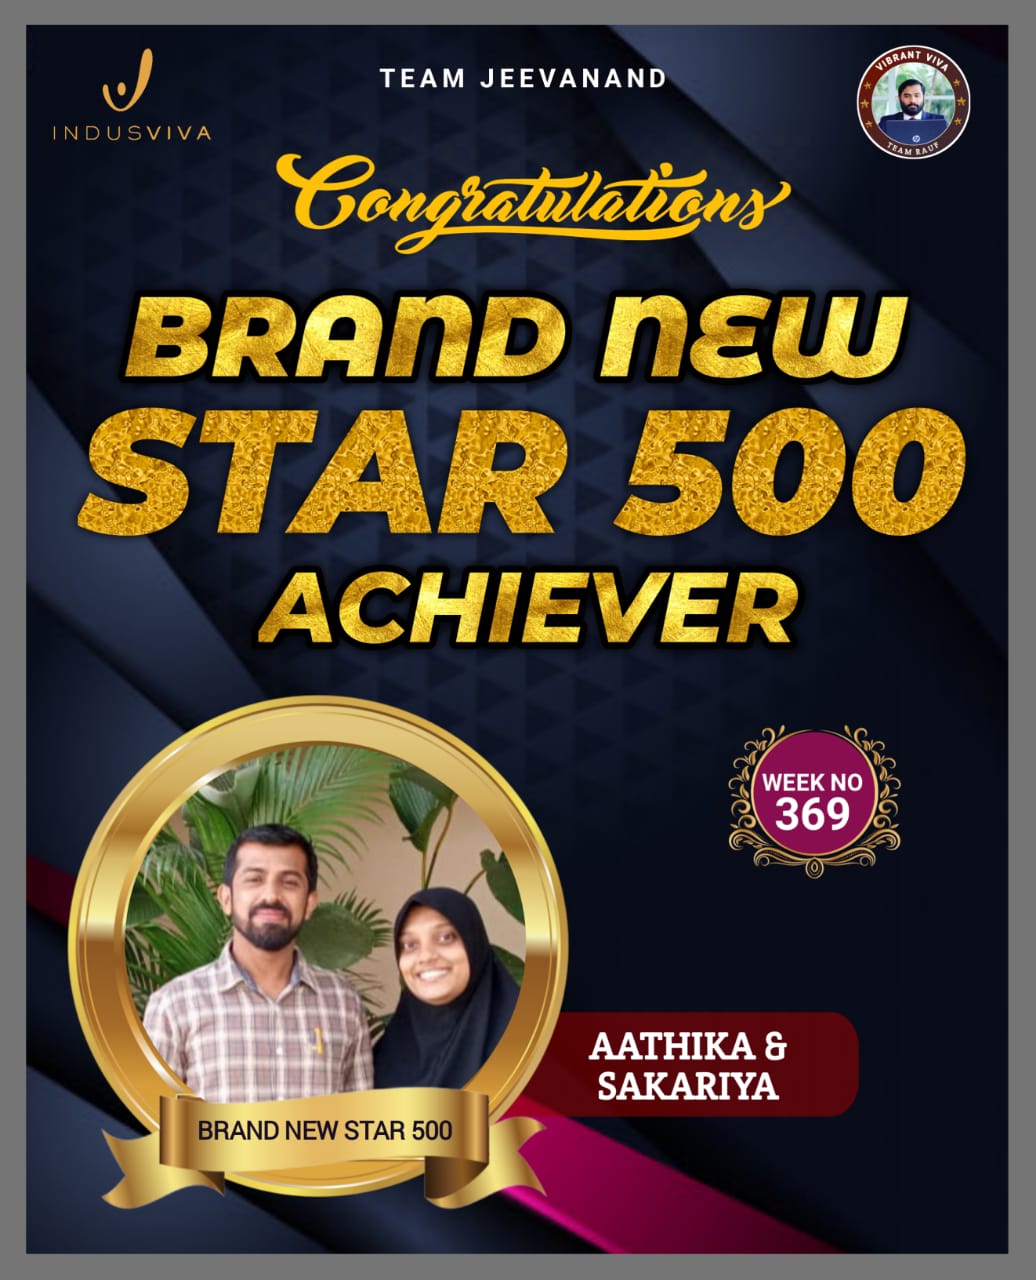 INDUSVIVA
TEAM JEEVANAND
VIBRANT VIVA
TEAM RAUF
Congratulations
BRAND NEW
STAR 500
ACHIEVER
WEEK NO
369
AATHIKA &
SAKARIYA
BRAND NEW STAR 500